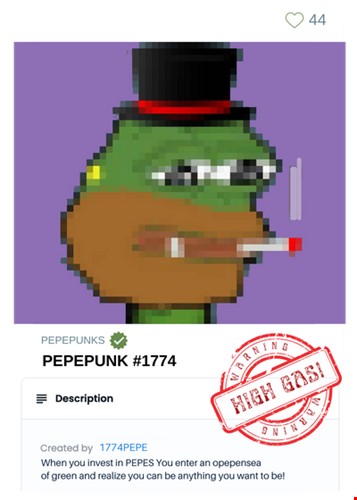 44
PEPEPUNKS
PEPEPUNK #1774
WARNING
HIGH GAS!
WARNING
Description
Created by 1774PEPE
When you invest in PEPES You enter an opepensea
of green and realize you can be anything you want to be!